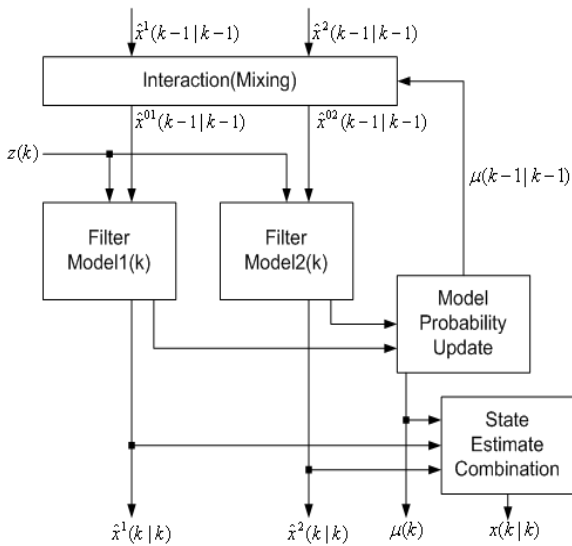 x̂¹(k−1|k−1) x̂²(k−1|k−1)
Interaction(Mixing)
x̂⁰¹(k−1|k−1) x̂⁰²(k−1|k−1)
z(k)
μ(k−1|k−1)
Filter
Model1(k)
Filter
Model2(k)
Model
Probability
Update
State
Estimate
Combination
x̂¹(k|k) x̂²(k|k) μ(k) x(k|k)